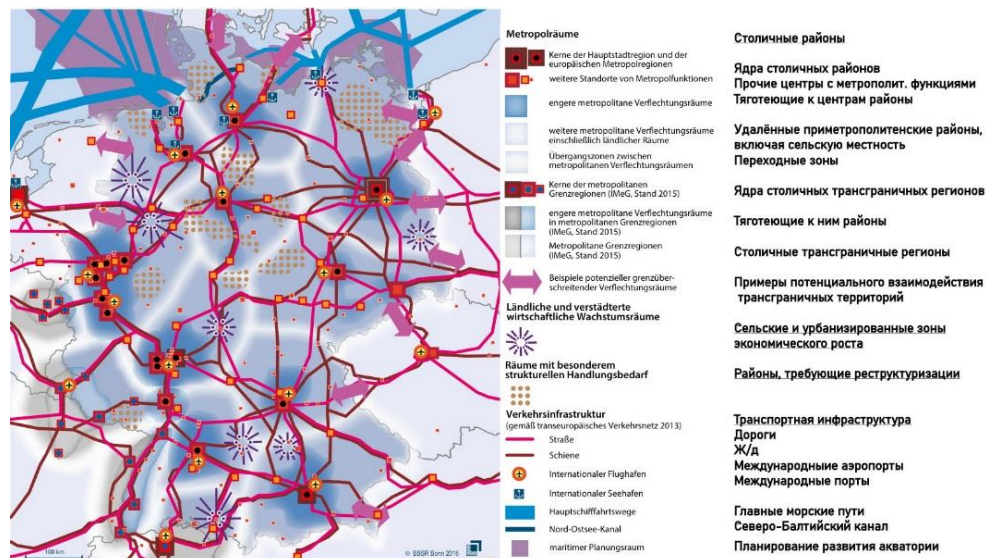 Metropolräume
Kerne der Hauptstadtregion und der
europäischen Metropolregionen
weitere Standorte von Metropolfunktionen
engere metropolitane Verflechtungsräume
weitere metropolitane Verflechtungsräume
einschließlich ländlicher Räume
Übergangszonen zwischen
metropolitanen Verflechtungsräumen
Kerne der metropolitanen
Grenzregionen (IMeG, Stand 2015)
engere metropolitane Verflechtungsräume
in metropolitanen Grenzregionen
(IMeG, Stand 2015)
Metropolitane Grenzregionen
(IMeG, Stand 2015)
Beispiele potenzieller grenzüber-
schreitender Verflechtungsräume
Ländliche und verstädterte
wirtschaftliche Wachstumsräume
Räume mit besonderem
strukturellen Handlungsbedarf
Verkehrsinfrastruktur
(gemäß transeuropäisches Verkehrsnetz 2013)
Straße
Schiene
Internationaler Flughafen
Internationaler Seehafen
Hauptschifffahrtswege
Nord-Ostsee-Kanal
maritimer Planungsraum
Столичные районы
Ядра столичных районов
Прочие центры с метрополит. функциями
Тяготеющие к центрам районы
Удалённые приметрополитенские районы,
включая сельскую местность
Переходные зоны
Ядра столичных трансграничных регионов
Тяготеющие к ним районы
Столичные трансграничные регионы
Примеры потенциального взаимодействия
трансграничных территорий
Сельские и урбанизированные зоны
экономического роста
Районы, требующие реструктуризации
Транспортная инфраструктура
Дороги
Ж/д
Международныие аэропорты
Международные порты
Главные морские пути
Северо-Балтийский канал
Планирование развития акватории
100 km
© BBSR Bonn 2016